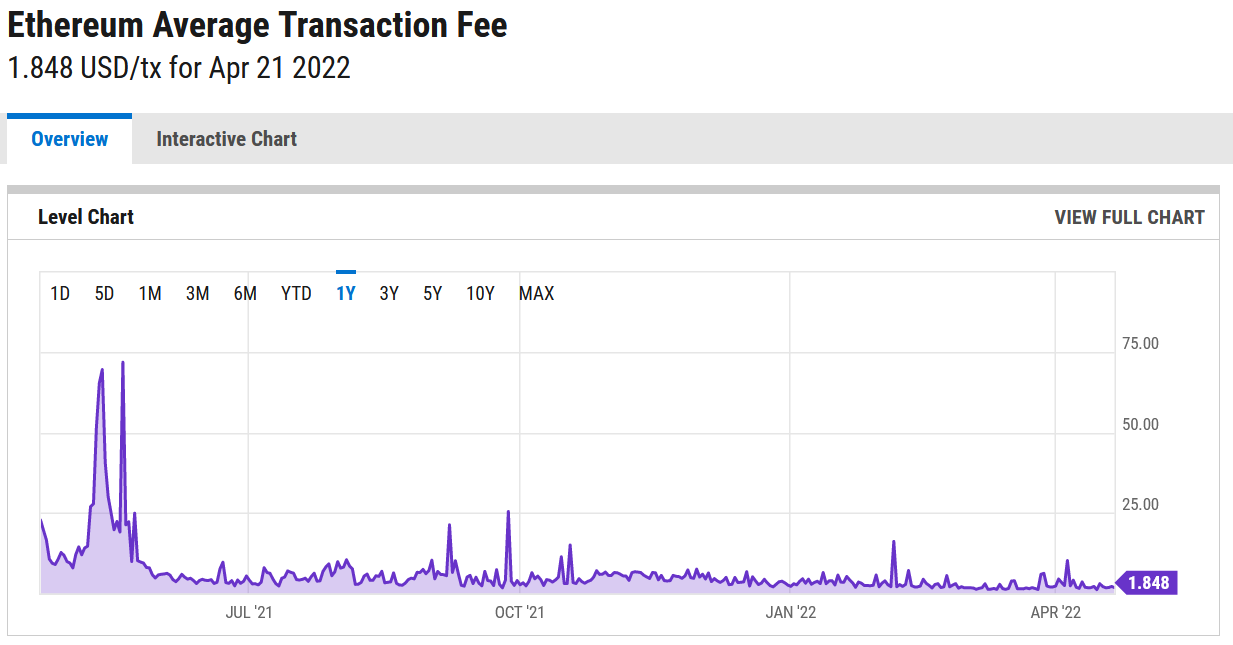 Ethereum Average Transaction Fee
1.848 USD/tx for Apr 21 2022
Overview Interactive Chart
Level Chart VIEW FULL CHART
1D 5D 1M 3M 6M YTD 1Y 3Y 5Y 10Y MAX
75.00
50.00
25.00
1.848
JUL '21 OCT '21 JAN '22 APR '22